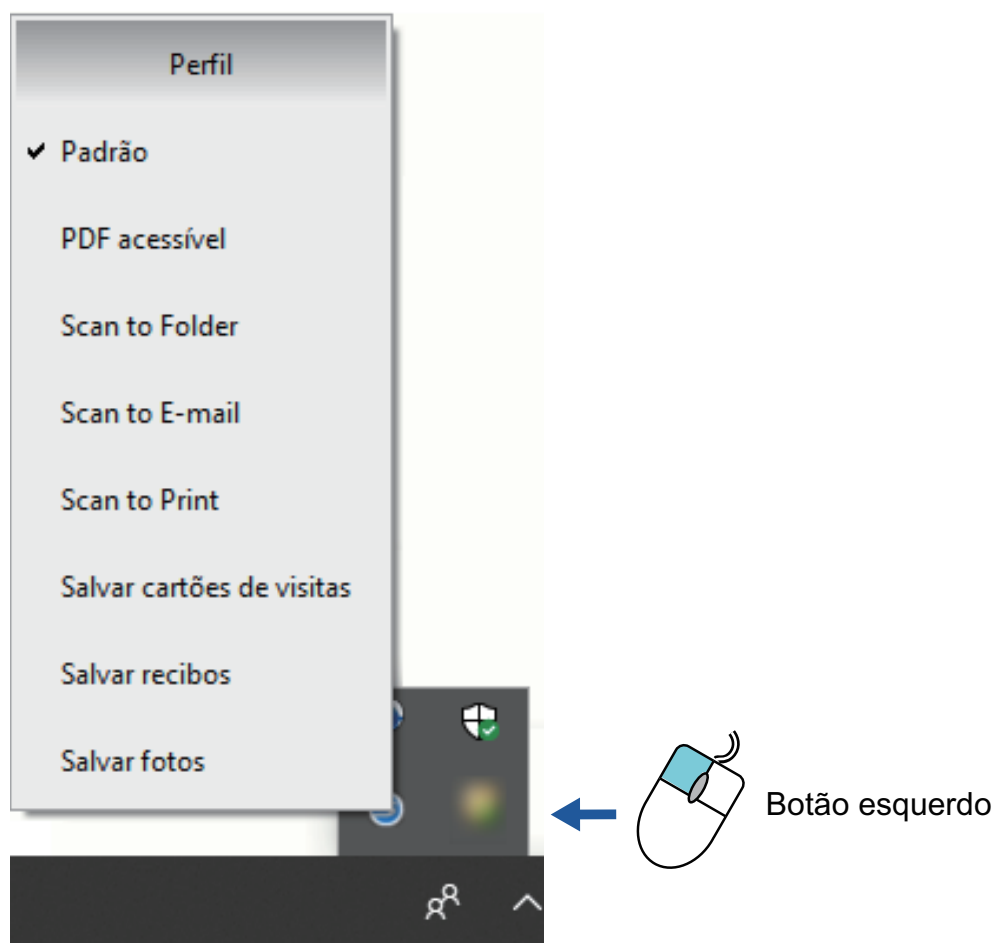 Perfil
Padrão
PDF acessível
Scan to Folder
Scan to E-mail
Scan to Print
Salvar cartões de visitas
Salvar recibos
Salvar fotos
Botão esquerdo